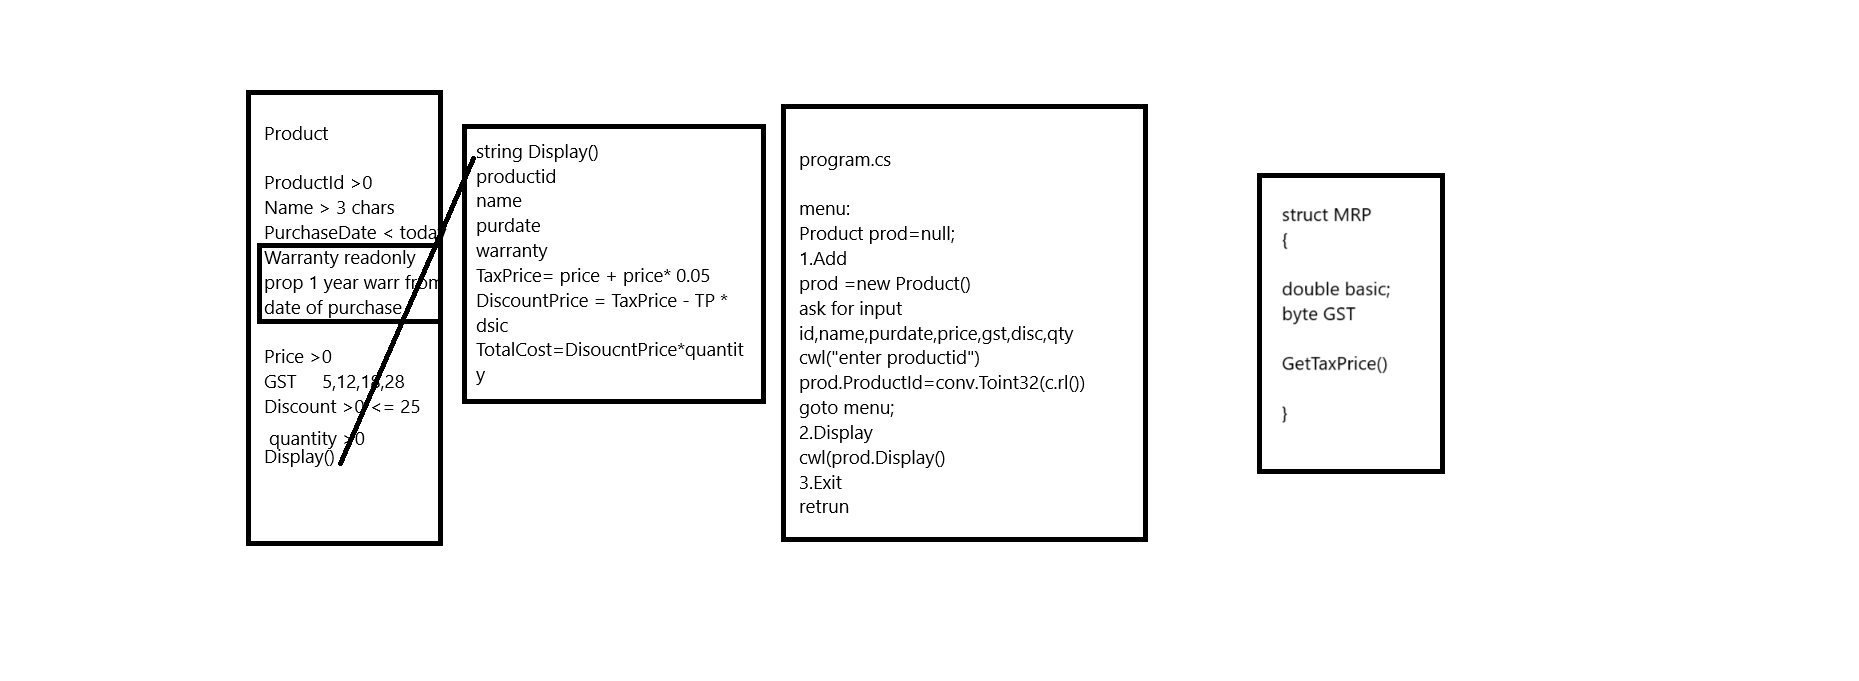 Product
ProductId >0
Name > 3 chars
PurchaseDate < toda
Warranty readonly
prop 1 year warr from
date of purchase
Price >0
GST 5,12,18,28
Discount >0 <= 25
quantity >0
Display()
string Display()
productid
name
purdate
warranty
TaxPrice= price + price* 0.05
DiscountPrice = TaxPrice - TP *
dsic
TotalCost=DisoucntPrice*quantit
y
program.cs
menu:
Product prod=null;
1.Add
prod =new Product()
ask for input
id,name,purdate,price,gst,disc,qty
cwl("enter productid")
prod.ProductId=conv.Toint32(c.rl())
goto menu;
2.Display
cwl(prod.Display()
3.Exit
retrun
struct MRP
{
double basic;
byte GST
GetTaxPrice()
}